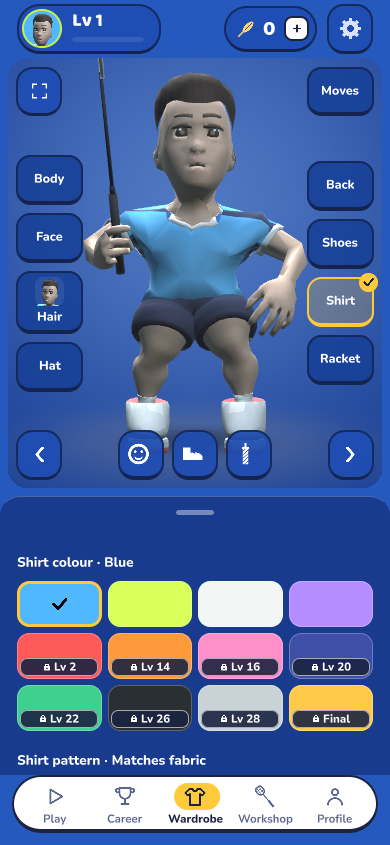 Lv 1
0
+
Moves
Body
Back
Face
Shoes
Hair
Shirt
Hat
Racket
Shirt colour · Blue
Lv 2
Lv 14
Lv 16
Lv 20
Lv 22
Lv 26
Lv 28
Final
Shirt pattern · Matches fabric
Play
Career
Wardrobe
Workshop
Profile